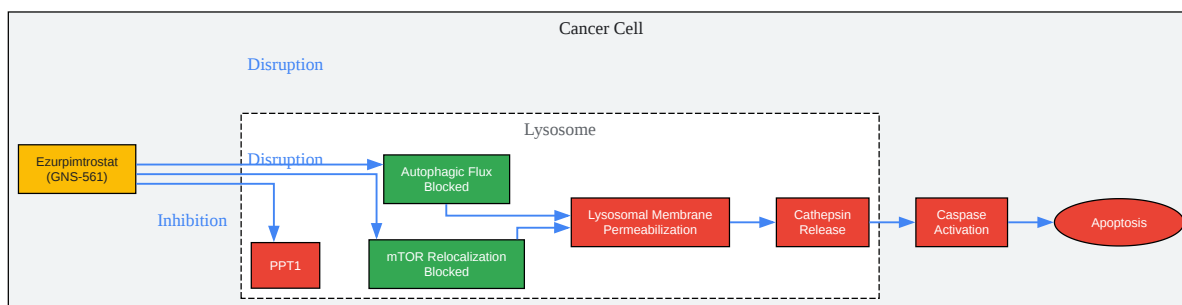 Cancer Cell
Disruption
Lysosome
Ezurpimtrostat
(GNS-561)
Disruption
Autophagic Flux
Blocked
Inhibition
Lysosomal Membrane
Permeabilization
Cathepsin
Release
Caspase
Activation
Apoptosis
PPT1
mTOR Relocalization
Blocked